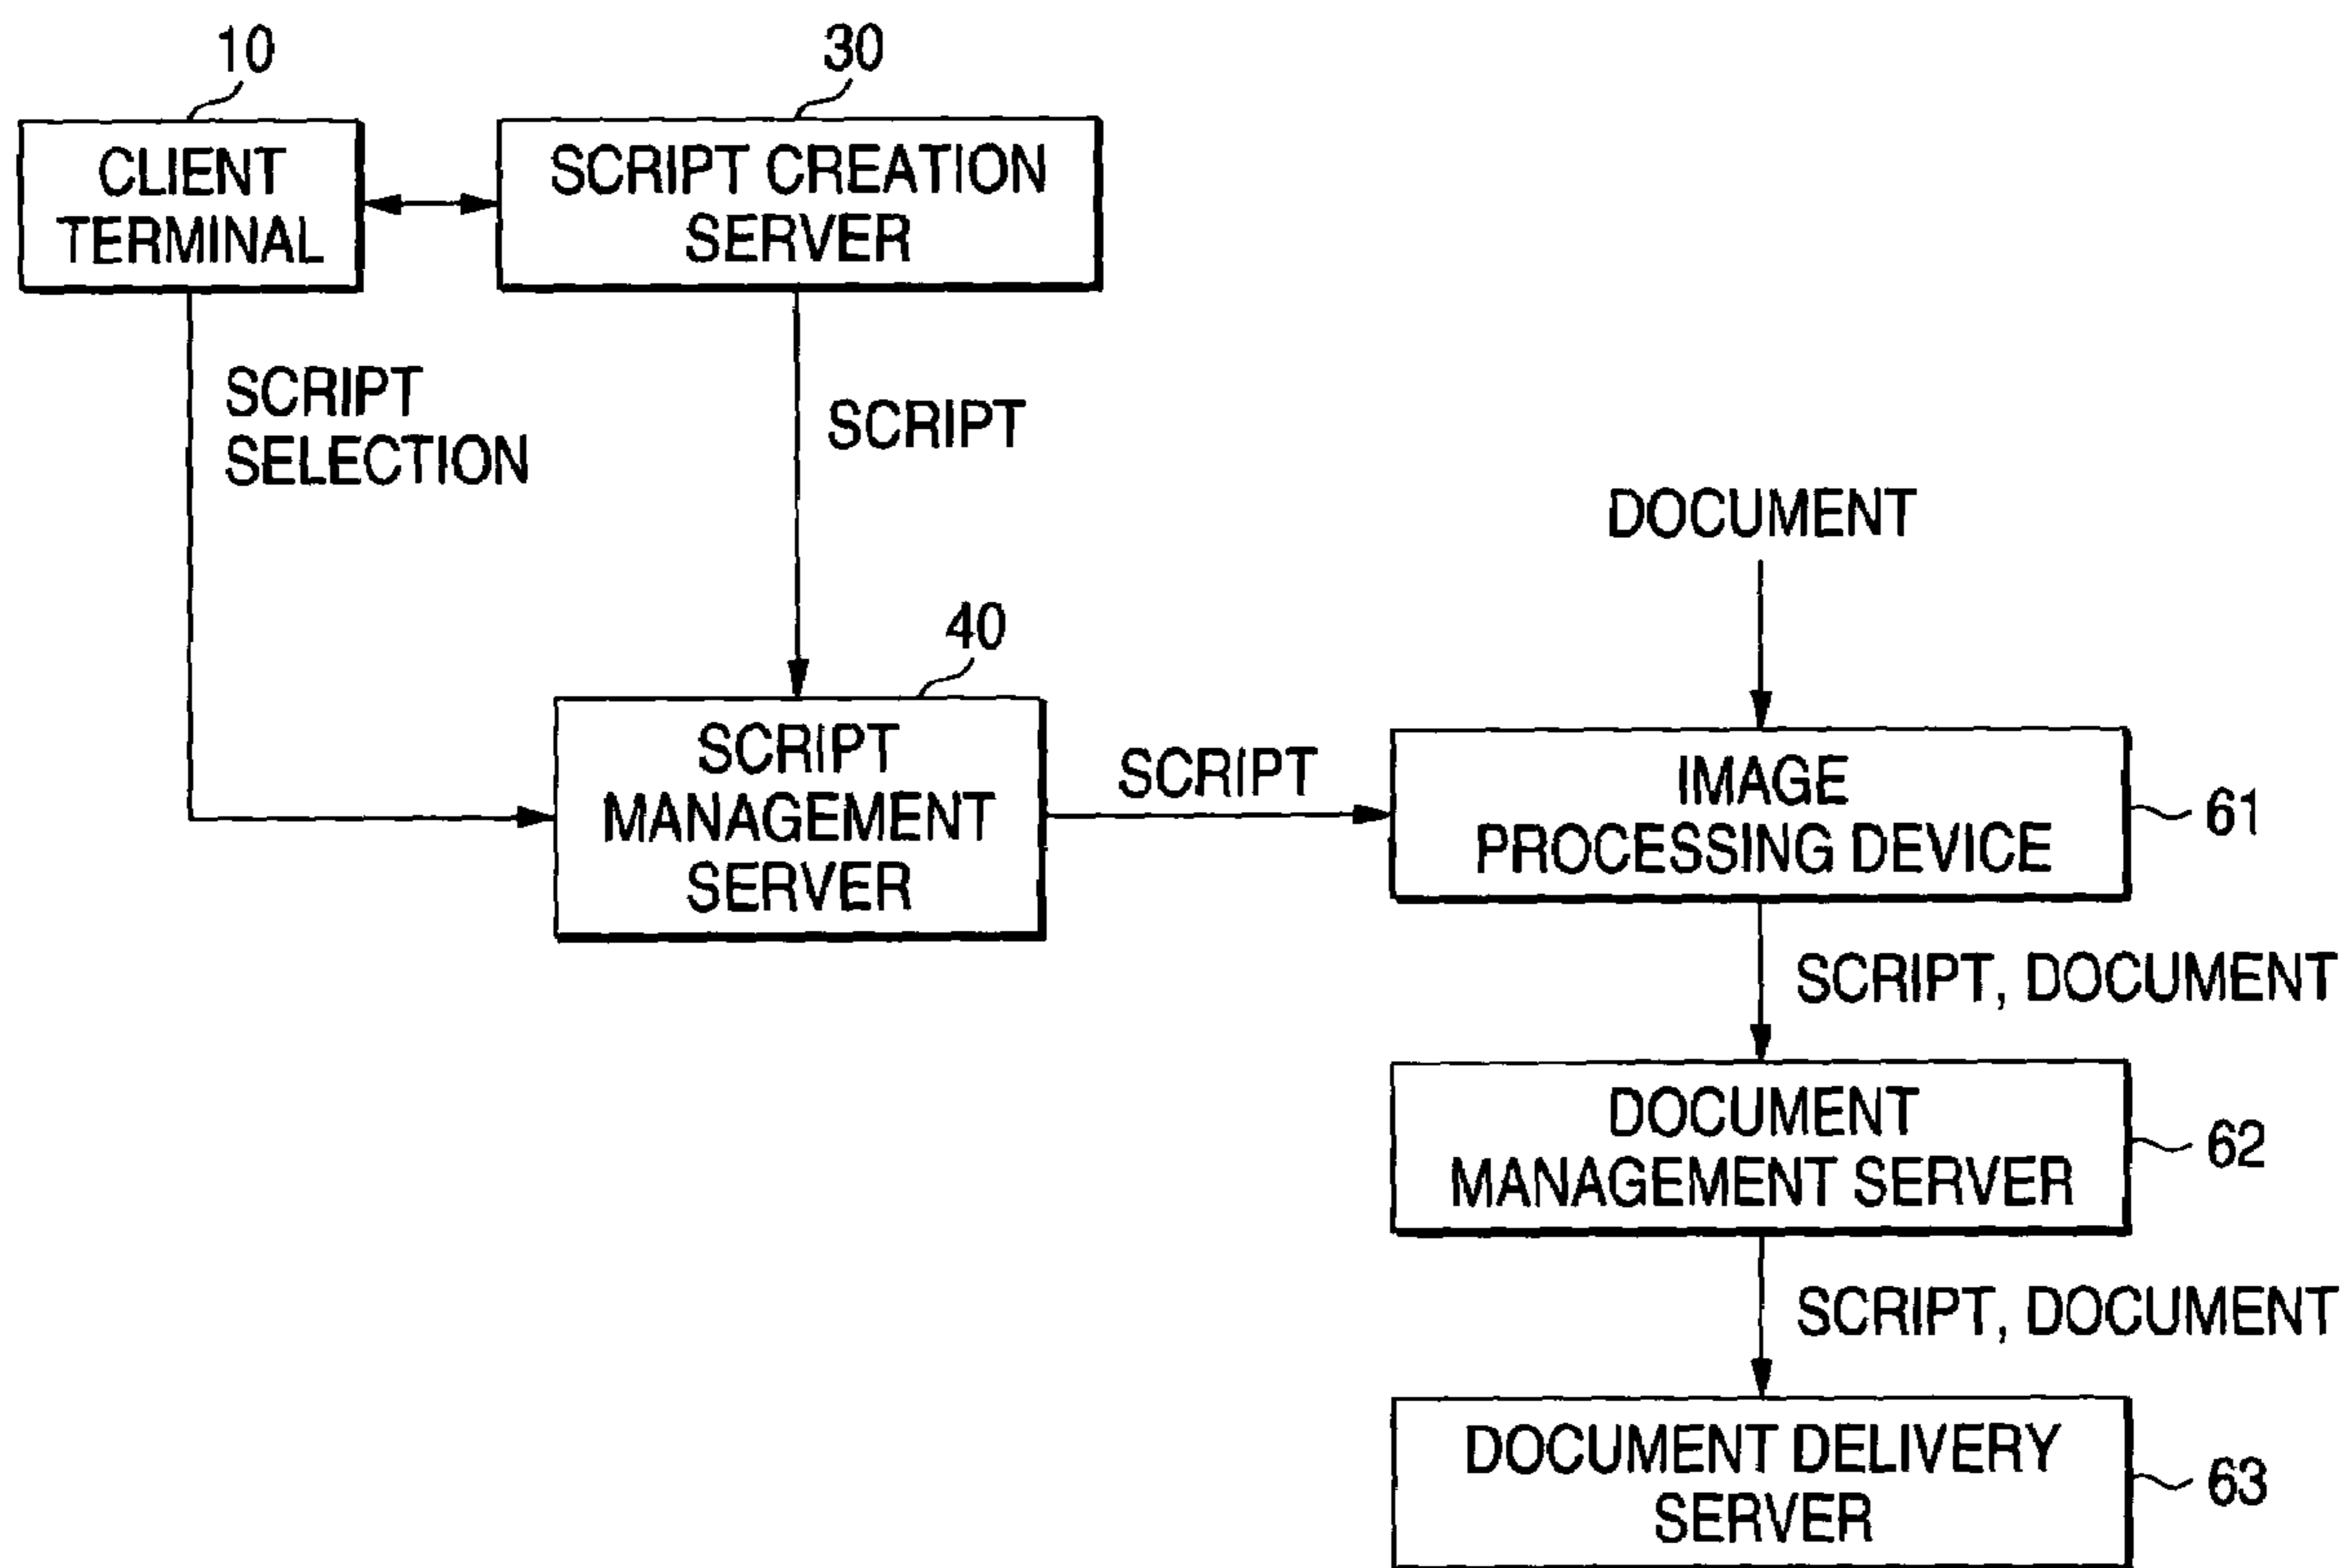 10
30
CLIENT
TERMINAL
SCRIPT CREATION
SERVER
SCRIPT
SELECTION
SCRIPT
DOCUMENT
40
SCRIPT
MANAGEMENT
SERVER
SCRIPT
IMAGE
PROCESSING DEVICE
61
SCRIPT, DOCUMENT
DOCUMENT
MANAGEMENT SERVER
62
SCRIPT, DOCUMENT
DOCUMENT DELIVERY
SERVER
63